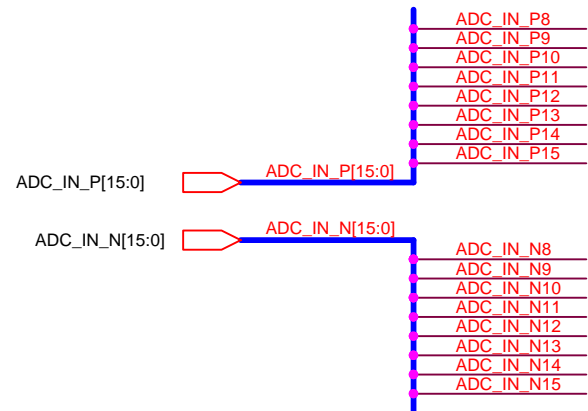 ADC_IN_P8
ADC_IN_P9
ADC_IN_P10
ADC_IN_P11
ADC_IN_P12
ADC_IN_P13
ADC_IN_P14
ADC_IN_P15
ADC_IN_P[15:0] ADC_IN_P[15:0]
ADC_IN_N[15:0] ADC_IN_N[15:0]
ADC_IN_N8
ADC_IN_N9
ADC_IN_N10
ADC_IN_N11
ADC_IN_N12
ADC_IN_N13
ADC_IN_N14
ADC_IN_N15